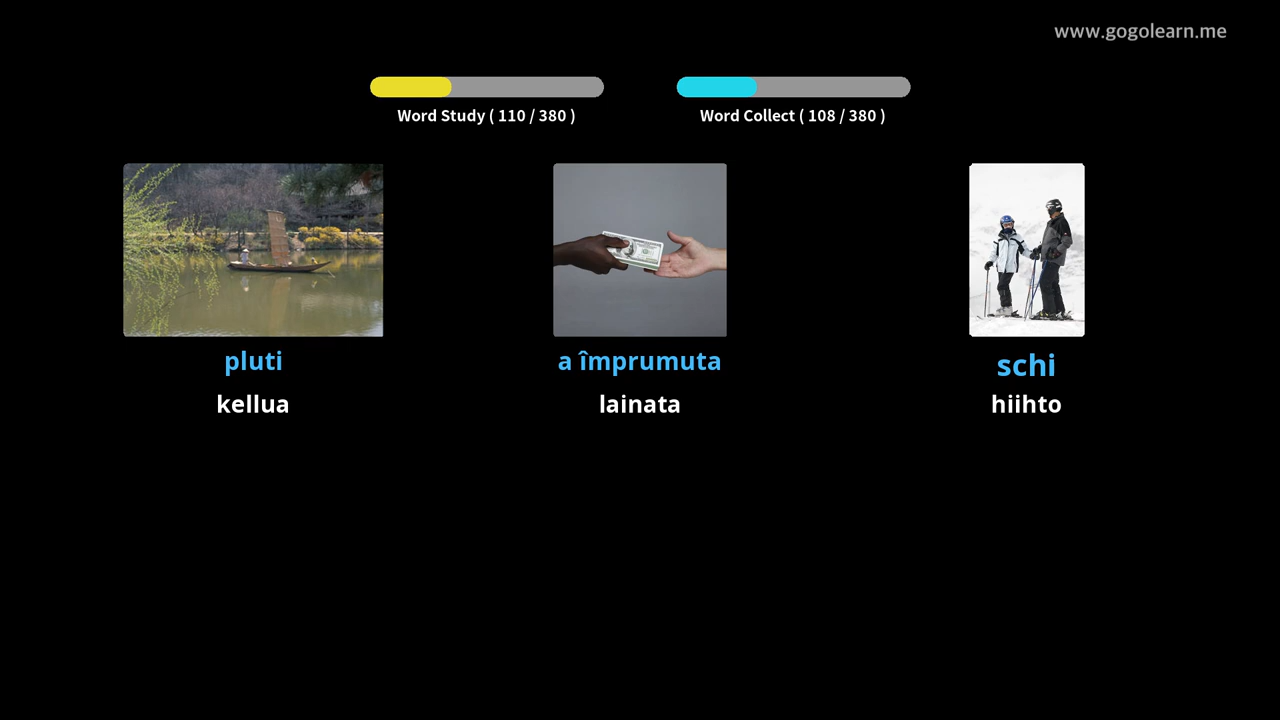 www.gogolearn.me
Word Study ( 110 / 380 )
Word Collect ( 108 / 380 )
pluti
a împrumuta
schi
kellua
lainata
hiihto